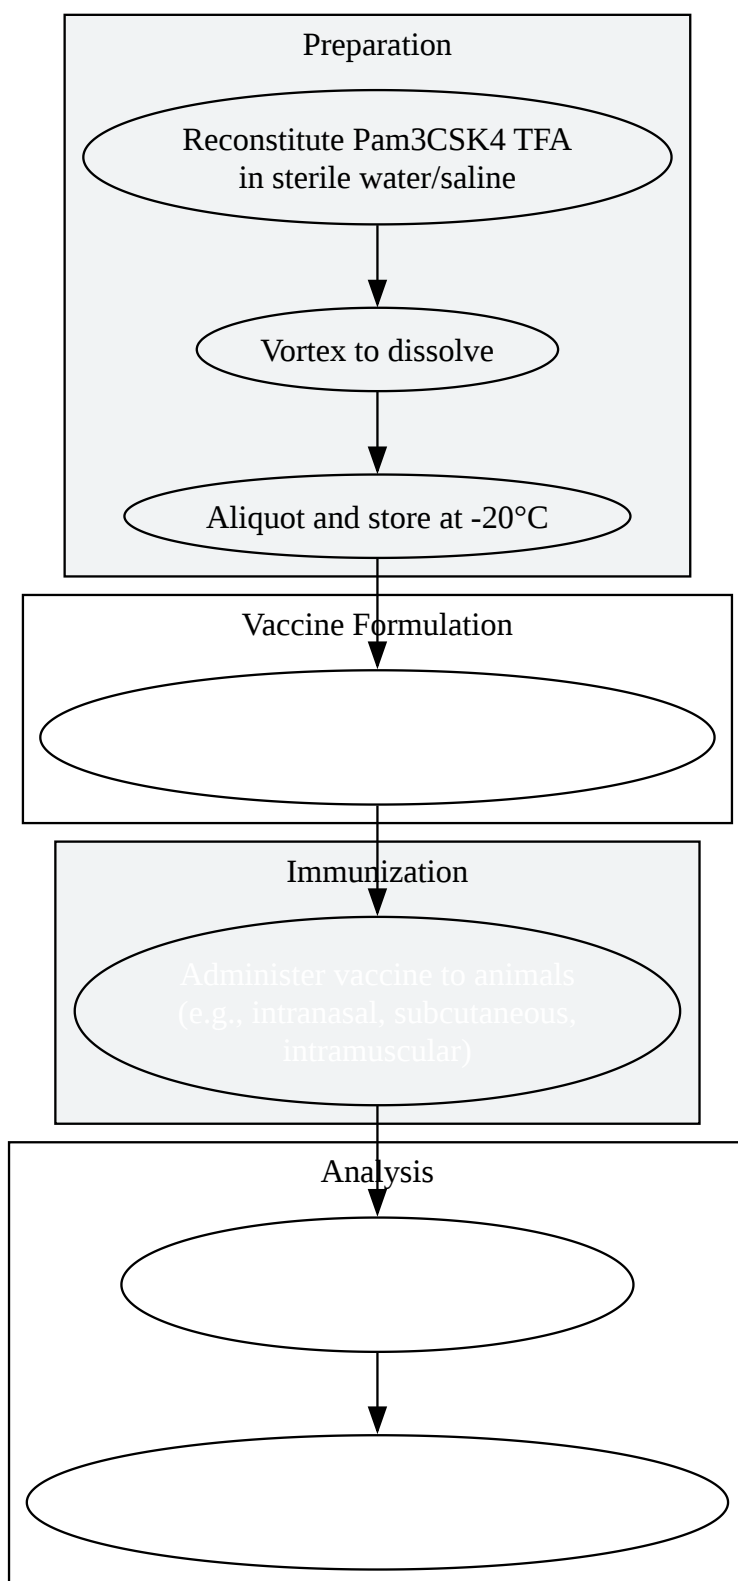 Preparation
Reconstitute Pam3CSK4 TFA
in sterile water/saline
Vortex to dissolve
Aliquot and store at -20°C
Vaccine Formulation
Immunization
Administer vaccine to animals
(e.g., intranasal, subcutaneous,
intramuscular)
Analysis